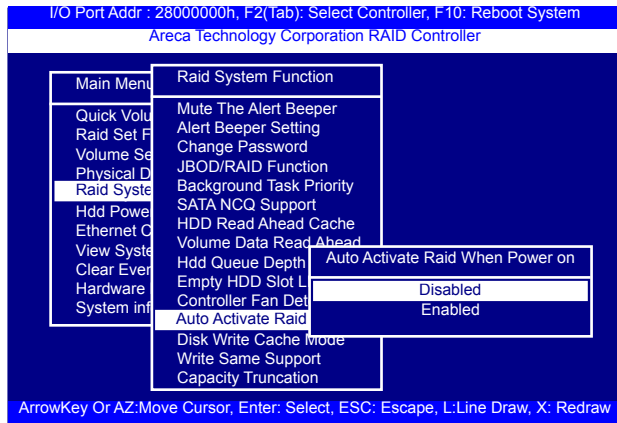 I/O Port Addr : 28000000h, F2(Tab): Select Controller, F10: Reboot System
Areca Technology Corporation RAID Controller
Main Menu
Quick Volu
Raid Set F
Volume Se
Physical D
Raid Syste
Hdd Power
Ethernet C
View Syste
Clear Even
Hardware
System inf
Raid System Function
Mute The Alert Beeper
Alert Beeper Setting
Change Password
JBOD/RAID Function
Background Task Priority
SATA NCQ Support
HDD Read Ahead Cache
Volume Data Read Ahead
Hdd Queue Depth
Empty HDD Slot L
Controller Fan Det
Auto Activate Raid
Disk Write Cache Mode
Write Same Support
Capacity Truncation
Auto Activate Raid When Power on
Disabled
Enabled
ArrowKey Or AZ:Move Cursor, Enter: Select, ESC: Escape, L:Line Draw, X: Redraw